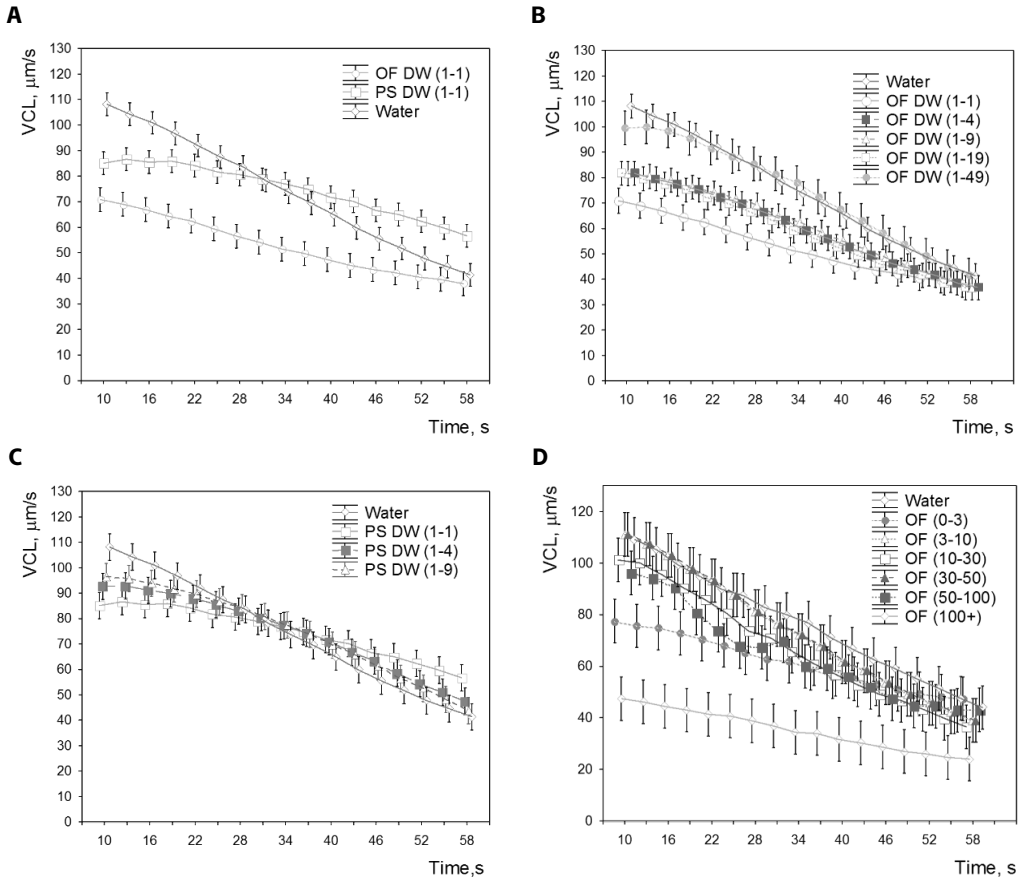 A
VCL, μm/s
130
120
110
100
90
80
70
60
50
40
30
20
10
0
OF DW (1-1)
PS DW (1-1)
Water
10 16 22 28 34 40 46 52 58
Time, s
B
VCL, μm/s
130
120
110
100
90
80
70
60
50
40
30
20
10
0
Water
OF DW (1-1)
OF DW (1-4)
OF DW (1-9)
OF DW (1-19)
OF DW (1-49)
10 16 22 28 34 40 46 52 58
Time, s
C
VCL, μm/s
130
120
110
100
90
80
70
60
50
40
30
20
10
0
Water
PS DW (1-1)
PS DW (1-4)
PS DW (1-9)
10 16 22 28 34 40 46 52 58
Time,s
D
VCL, μm/s
120
100
80
60
40
20
0
Water
OF (0-3)
OF (3-10)
OF (10-30)
OF (30-50)
OF (50-100)
OF (100+)
10 16 22 28 34 40 46 52 58
Time, s